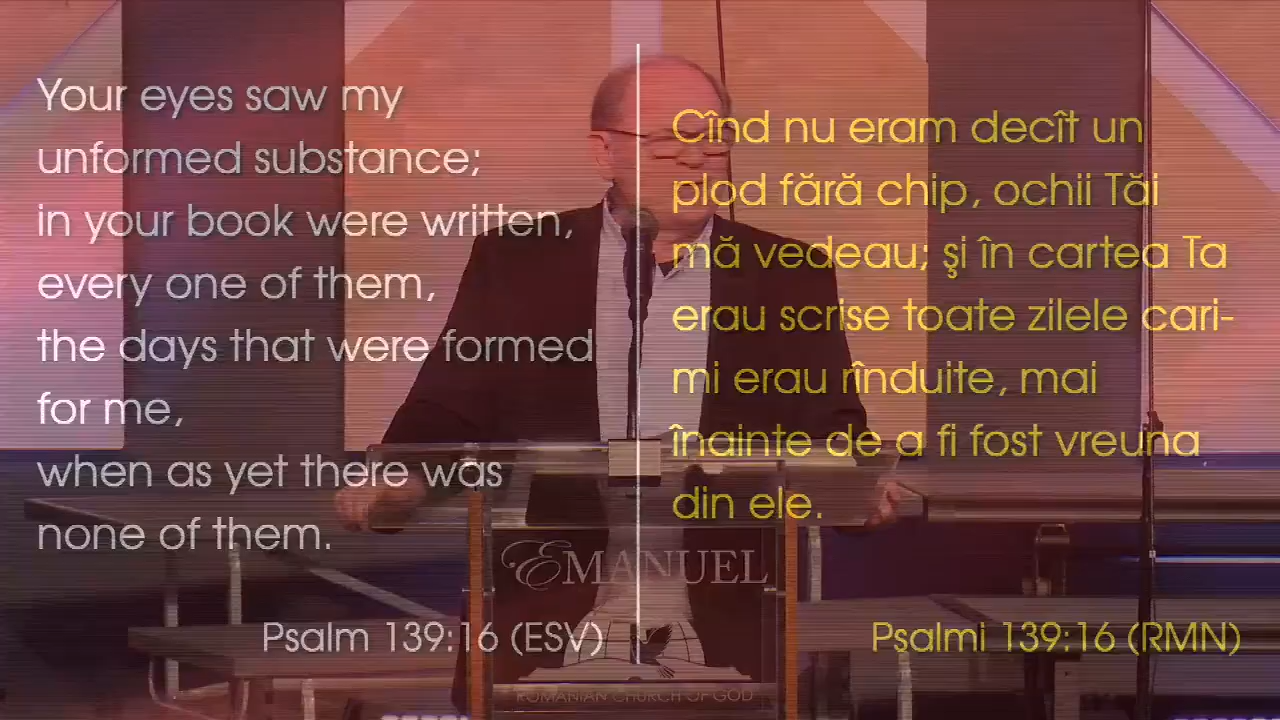 Your eyes saw my
unformed substance;
in your book were written,
every one of them,
the days that were formed
for me,
when as yet there was
none of them.
Psalm 139:16 (ESV)
Cînd nu eram decît un
plod fără chip, ochii Tăi
mă vedeau; şi în cartea Ta
erau scrise toate zilele cari-
mi erau rînduite, mai
înainte de a fi fost vreuna
din ele.
Psalmi 139:16 (RMN)
EMANUEL
ROMANIAN CHURCH OF GOD